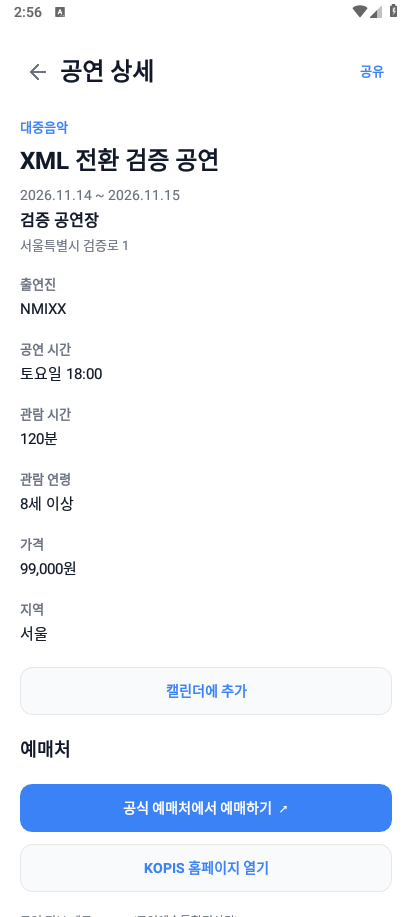 2:56 A
공연 상세
공유
대중음악
XML 전환 검증 공연
2026.11.14 ~ 2026.11.15
검증 공연장
서울특별시 검증로 1
출연진
NMIXX
공연 시간
토요일 18:00
관람 시간
120분
관람 연령
8세 이상
가격
99,000원
지역
서울
캘린더에 추가
예매처
공식 예매처에서 예매하기 ↗
KOPIS 홈페이지 열기